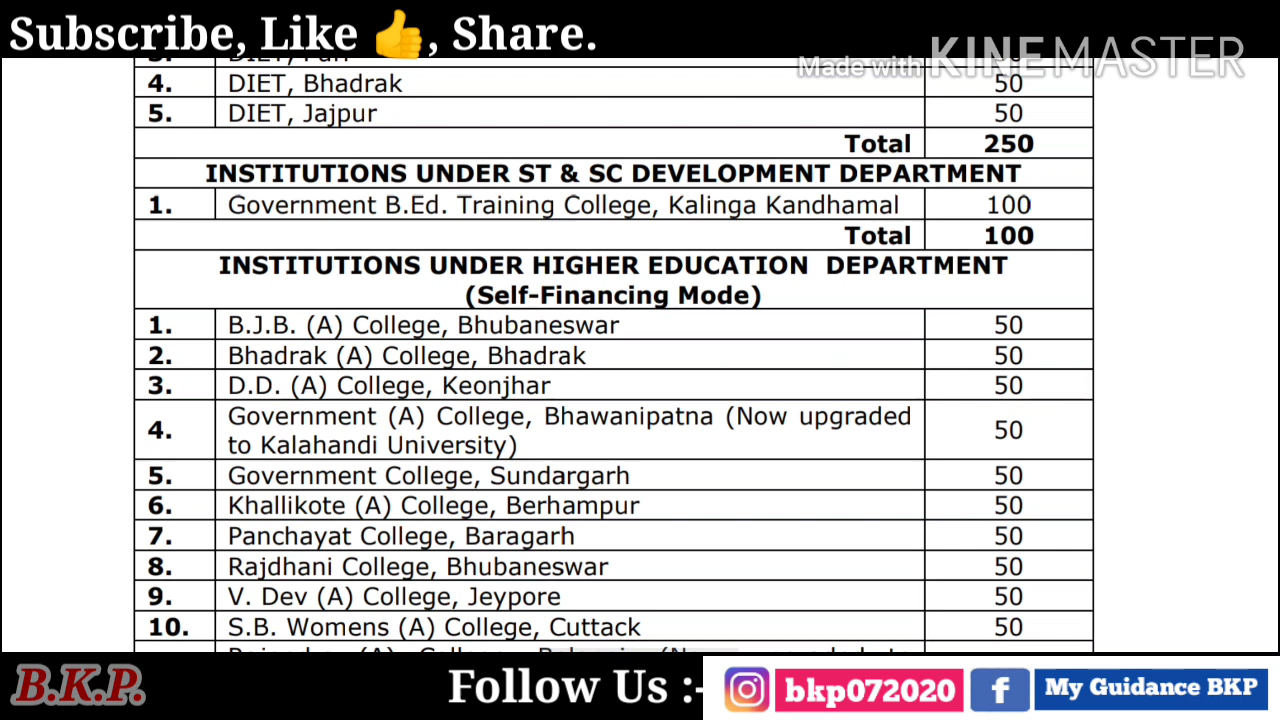 Subscribe, Like 👍, Share.
Made with KINEMASTER
4. DIET, Bhadrak 50
5. DIET, Jajpur 50
Total 250
INSTITUTIONS UNDER ST & SC DEVELOPMENT DEPARTMENT
1. Government B.Ed. Training College, Kalinga Kandhamal 100
Total 100
INSTITUTIONS UNDER HIGHER EDUCATION DEPARTMENT
(Self-Financing Mode)
1. B.J.B. (A) College, Bhubaneswar 50
2. Bhadrak (A) College, Bhadrak 50
3. D.D. (A) College, Keonjhar 50
4. Government (A) College, Bhawanipatna (Now upgraded
to Kalahandi University) 50
5. Government College, Sundargarh 50
6. Khallikote (A) College, Berhampur 50
7. Panchayat College, Baragarh 50
8. Rajdhani College, Bhubaneswar 50
9. V. Dev (A) College, Jeypore 50
10. S.B. Womens (A) College, Cuttack 50
B.K.P. Follow Us :- bkp072020 f My Guidance BKP